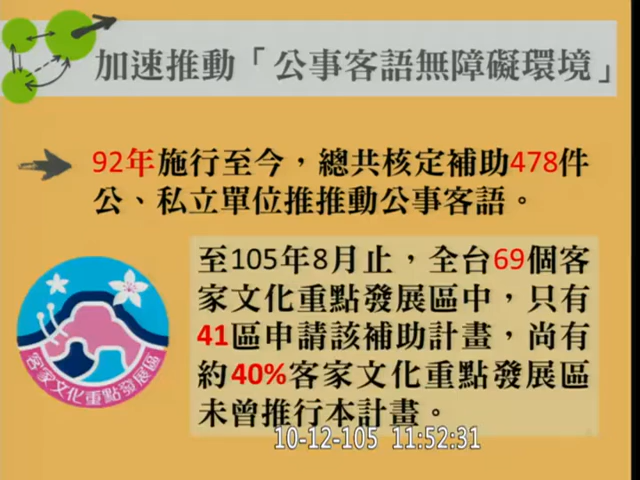 加速推動「公事客語無障礙環境」
92年施行至今，總共核定補助478件
公、私立單位推推動公事客語。
至105年8月止，全台69個客
家文化重點發展區中，只有
41區申請該補助計畫，尚有
約40%客家文化重點發展區
未曾推行本計畫。
客家文化重點發展區
10-12-105 11:52:31